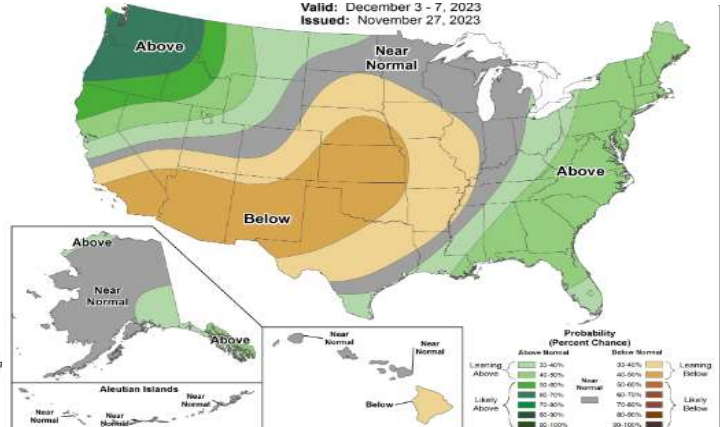 Valid: December 3 - 7, 2023
Issued: November 27, 2023
Above
Near
Normal
Above
Below
Above
Near
Normal
Above
Aleutian Islands
Near
Normal
Near
Normal
Near
Normal
Near
Normal
Near
Normal
Below
Probability
(Percent Chance)
Above Normal
Below Normal
Leaning
Above
33-40%
40-50%
Likely
Above
50-60%
60-70%
70-80%
80-90%
90-100%
Near
Normal
33-40%
40-50%
Leaning
Below
50-60%
60-70%
70-80%
80-90%
90-100%
Likely
Below